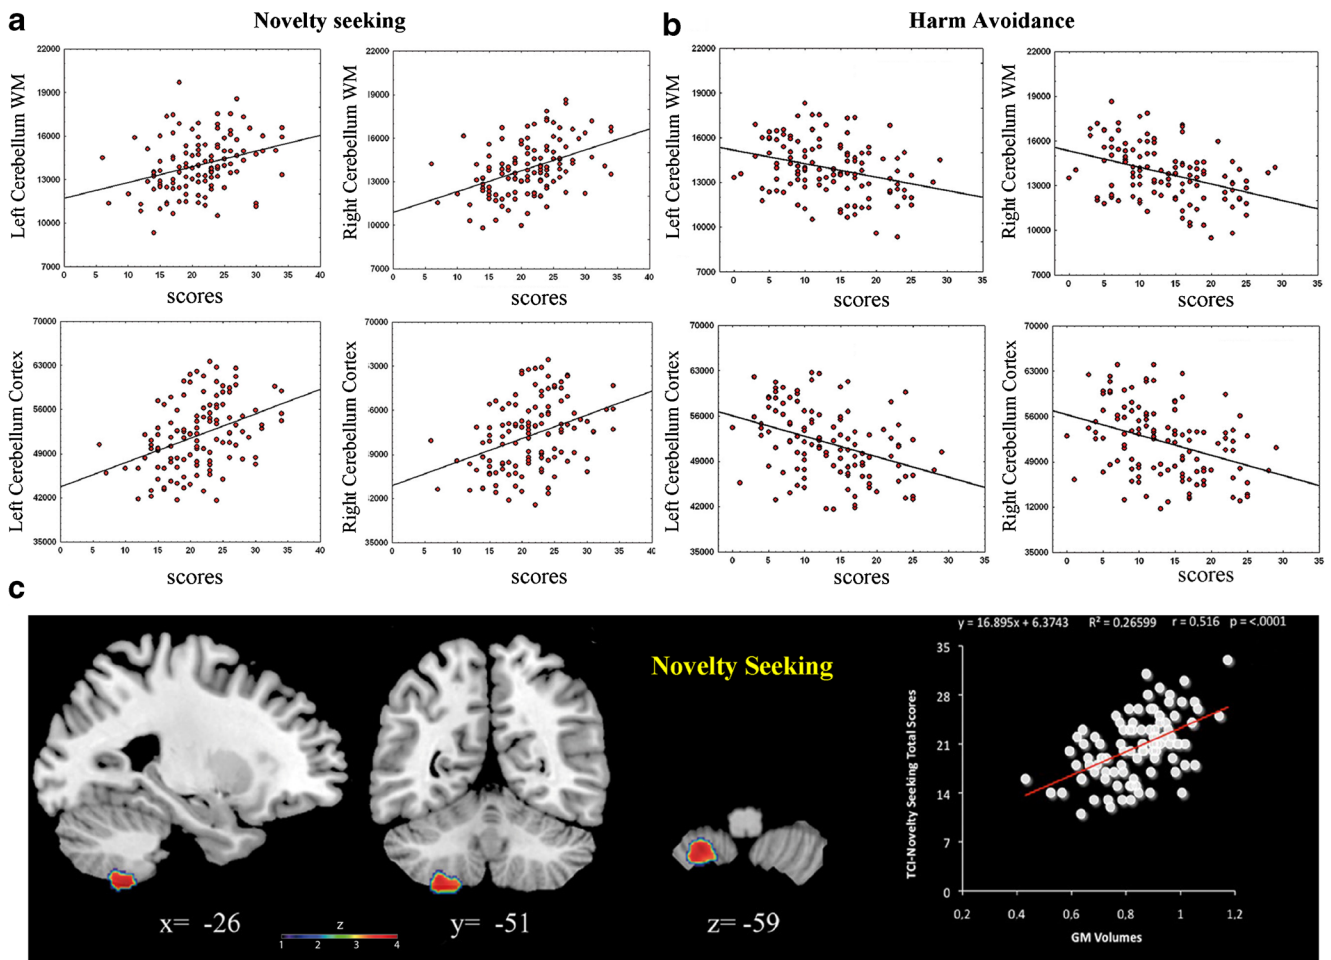 a
Novelty seeking
b
Harm Avoidance
Left Cerebellum WM
22000
19000
16000
13000
10000
7000
0 5 10 15 20 25 30 35 40
scores
Right Cerebellum WM
22000
19000
16000
13000
10000
7000
0 5 10 15 20 25 30 35 40
Left Cerebellum WM
22000
19000
16000
13000
10000
7000
0 5 10 15 20 25 30 35
scores
Right Cerebellum WM
22000
19000
16000
13000
10000
7000
0 5 10 15 20 25 30 35
scores
scores
Left Cerebellum Cortex
70000
63000
56000
49000
42000
35000
0 5 10 15 20 25 30 35 40
scores
Right Cerebellum Cortex
70000
3000
6000
9000
2000
35000
0 5 10 15 20 25 30 35 40
scores
Left Cerebellum Cortex
70000
63000
56000
49000
42000
35000
0 5 10 15 20 25 30 35
scores
Right Cerebellum Cortex
70000
63000
56000
49000
12000
35000
0 5 10 15 20 25 30 35
scores
c
Novelty Seeking
x= -26
z
1 2 3 4
y= -51
z= -59
y = 16.895x + 6.3743 R² = 0,26599 r = 0,516 p = <.0001
TCI-Novelty Seeking Total Scores
35
28
21
14
7
0
0,2 0,4 0,6 0,8 1 1,2
GM Volumes